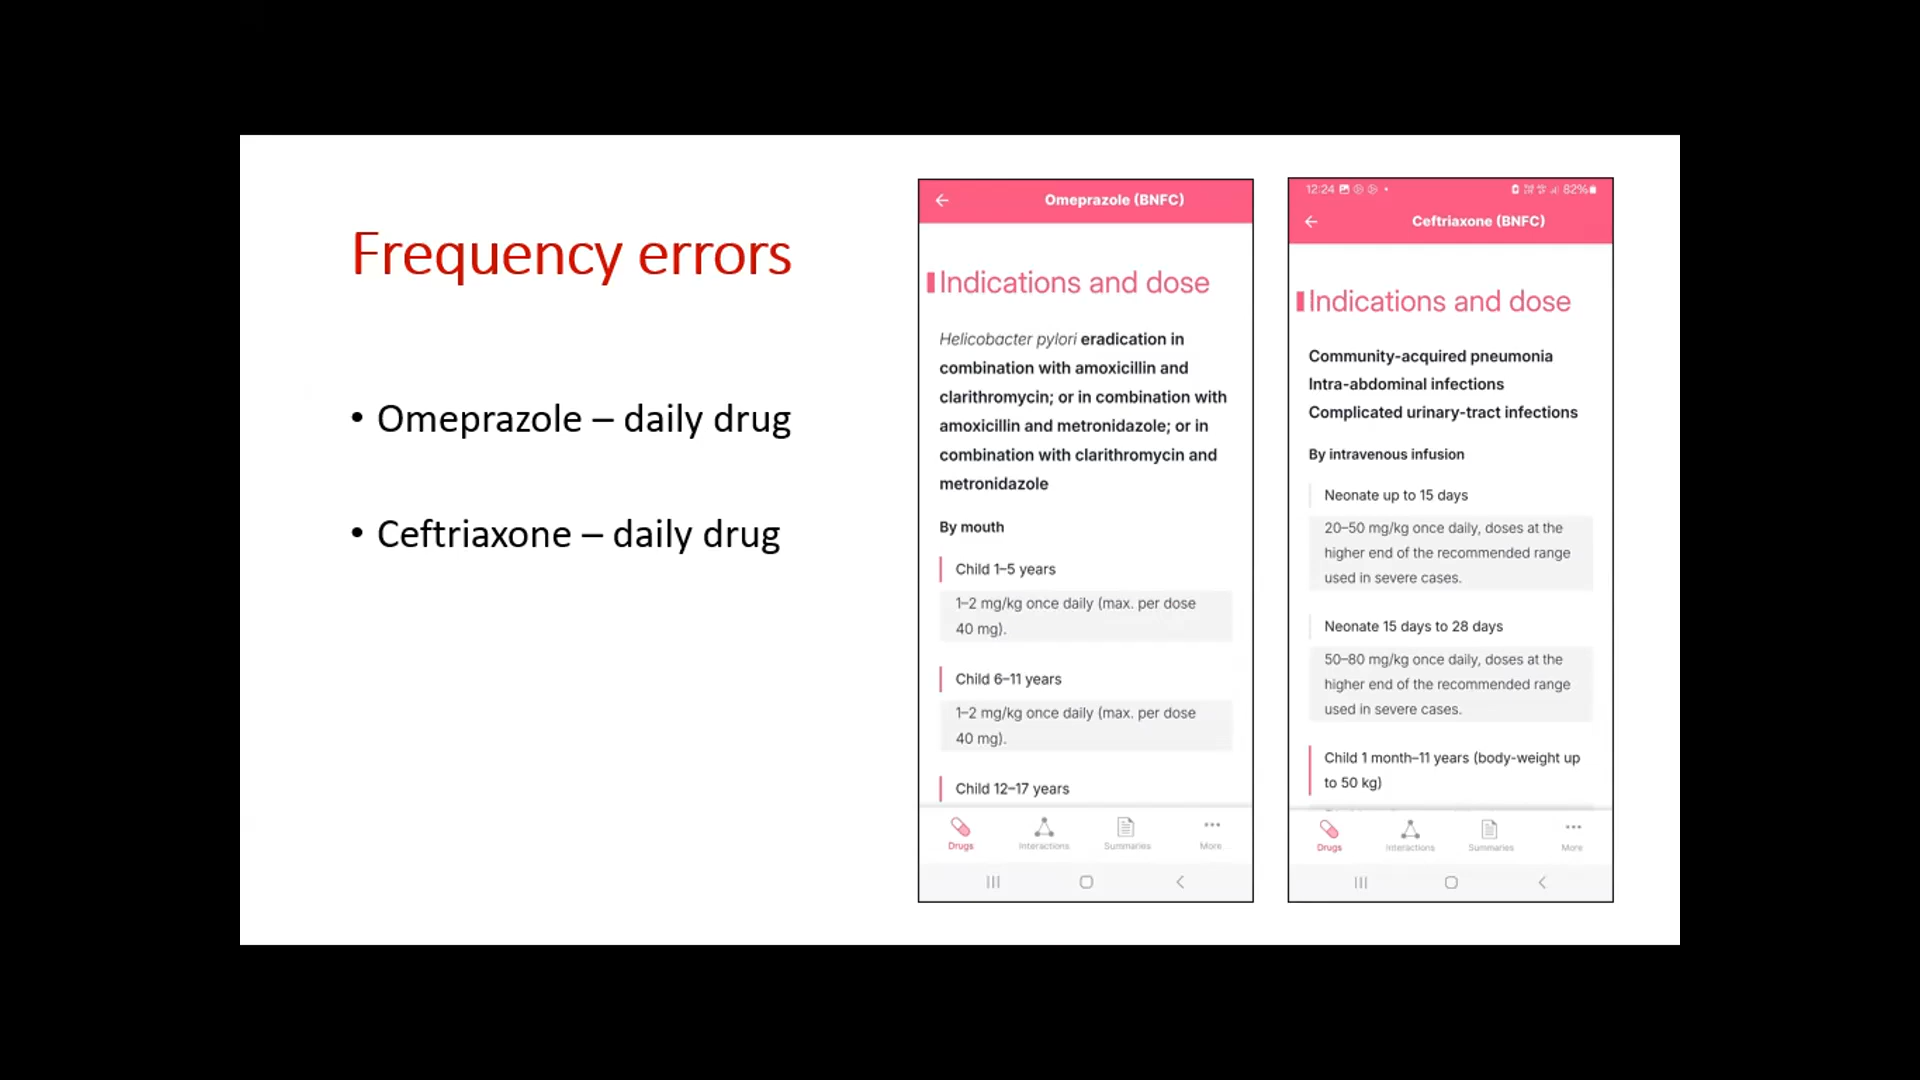 Frequency errors
• Omeprazole – daily drug
• Ceftriaxone – daily drug
Omeprazole (BNFC)
Indications and dose
Helicobacter pylori eradication in
combination with amoxicillin and
clarithromycin; or in combination with
amoxicillin and metronidazole; or in
combination with clarithromycin and
metronidazole
By mouth
Child 1–5 years
1–2 mg/kg once daily (max. per dose
40 mg).
Child 6–11 years
1–2 mg/kg once daily (max. per dose
40 mg).
Child 12–17 years
Drugs
Interactions
Summaries
More
12:24
82%
Ceftriaxone (BNFC)
Indications and dose
Community-acquired pneumonia
Intra-abdominal infections
Complicated urinary-tract infections
By intravenous infusion
Neonate up to 15 days
20–50 mg/kg once daily, doses at the
higher end of the recommended range
used in severe cases.
Neonate 15 days to 28 days
50–80 mg/kg once daily, doses at the
higher end of the recommended range
used in severe cases.
Child 1 month–11 years (body-weight up
to 50 kg)
Drugs
Interactions
Summaries
More